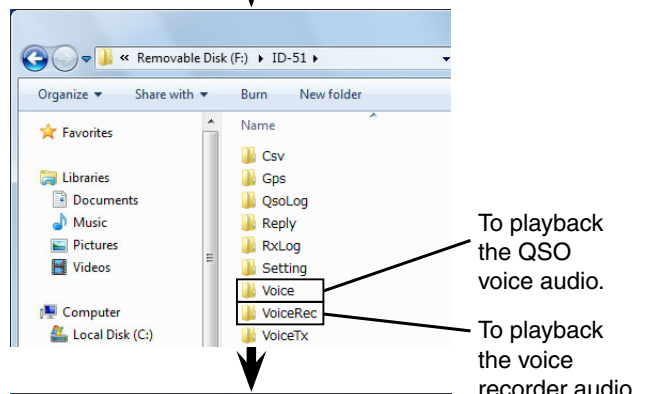 « Removable Disk (F:) ▸ ID-51 ▸
Organize ▾ Share with ▾ Burn New folder
Favorites
Libraries
Documents
Music
Pictures
Videos
Computer
Local Disk (C:)
Name
Csv
Gps
QsoLog
Reply
RxLog
Setting
Voice
VoiceRec
VoiceTx
To playback
the QSO
voice audio.
To playback
the voice
recorder audio